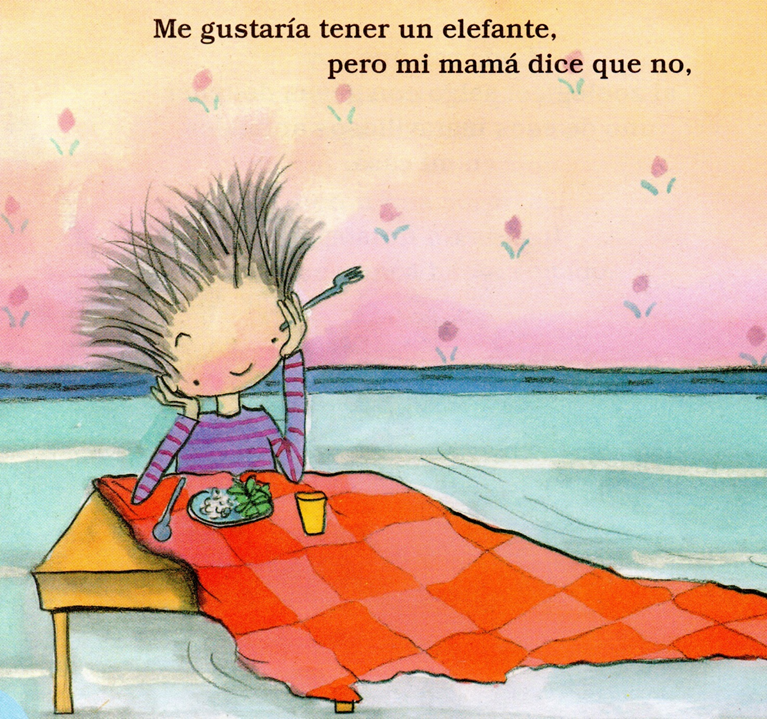 Me gustaría tener un elefante,
pero mi mamá dice que no,